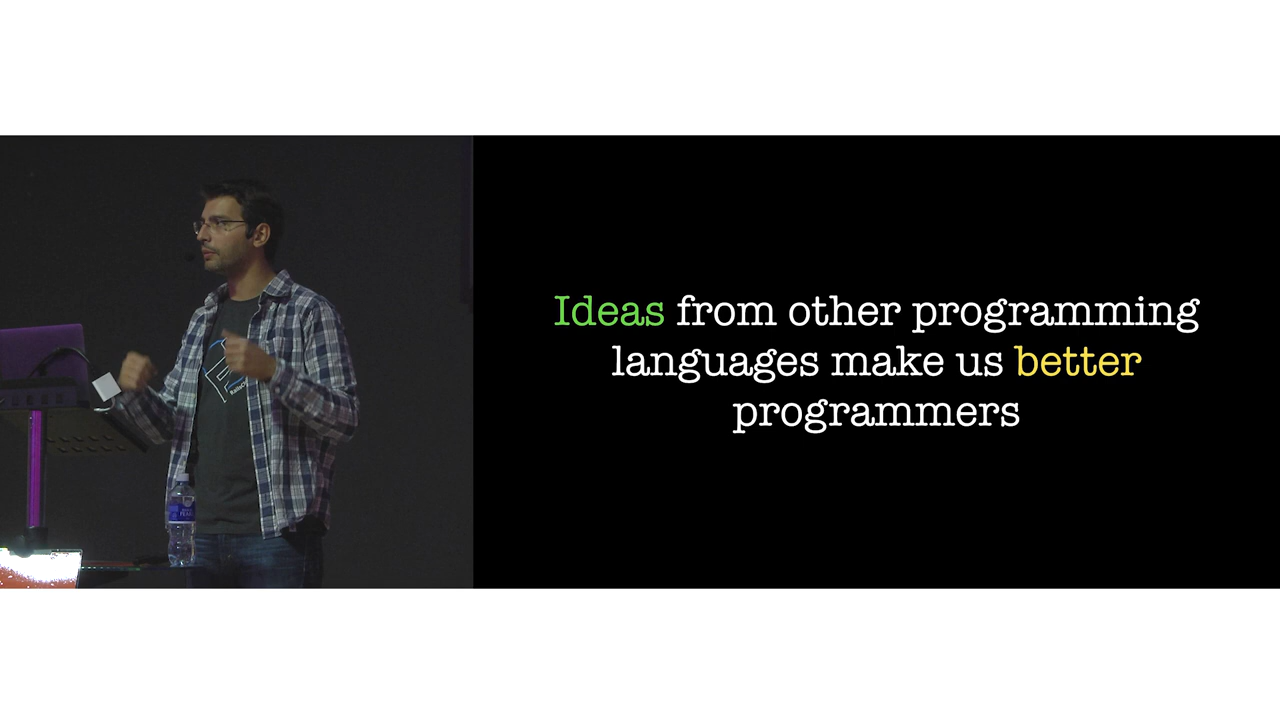 Ideas from other programming
languages make us better
programmers